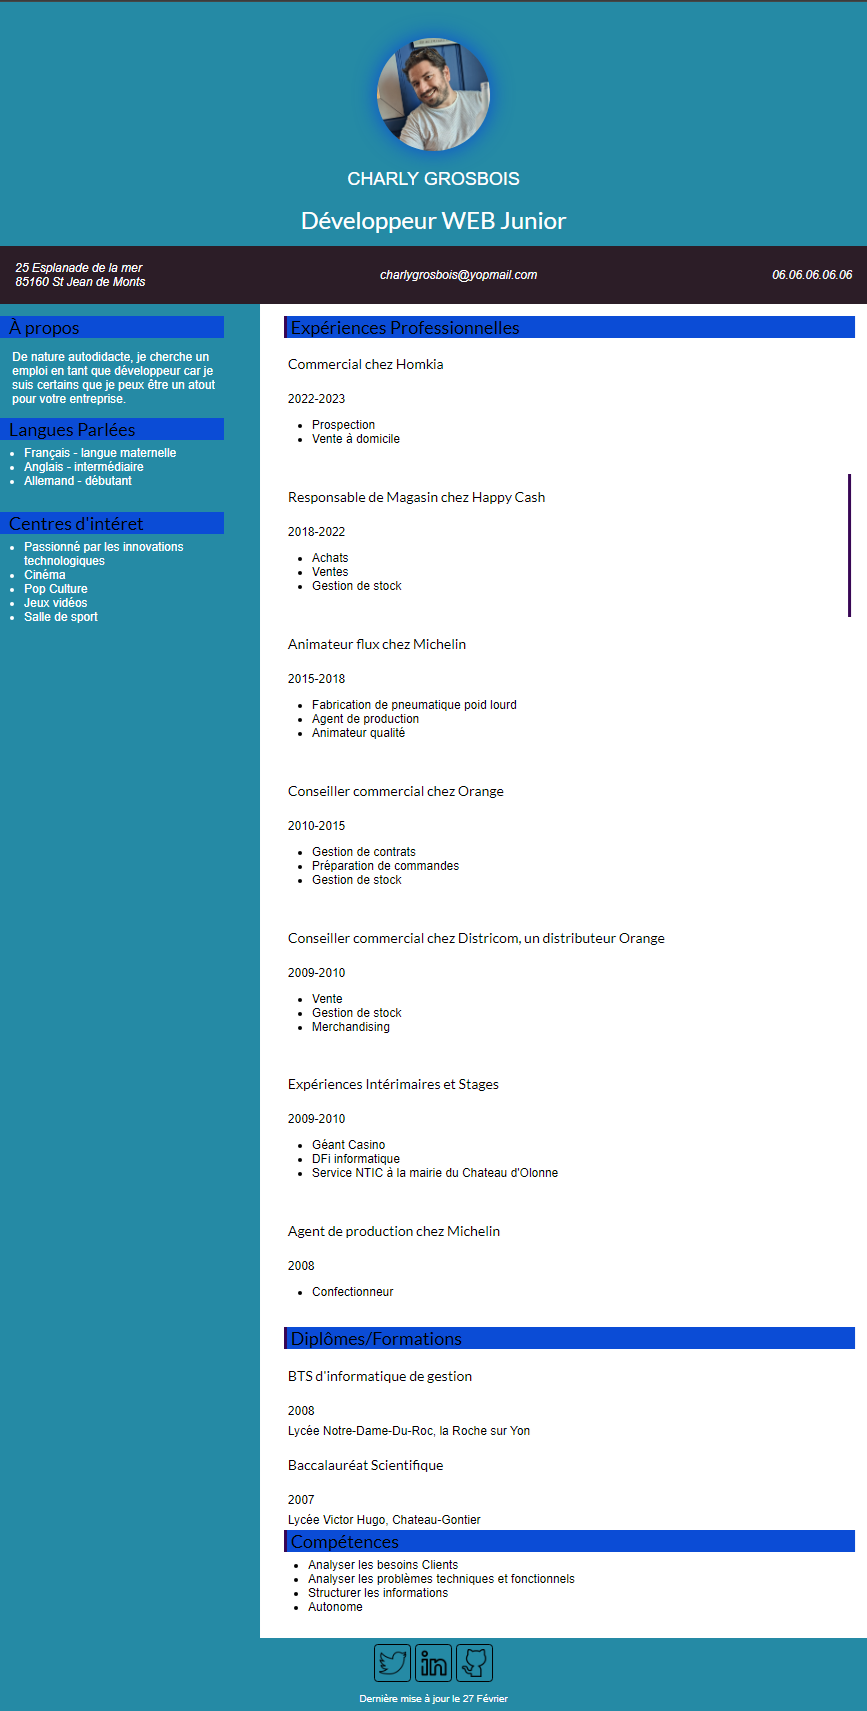 CHARLY GROSBOIS
Développeur WEB Junior
25 Esplanade de la mer
85160 St Jean de Monts
charlygrosbois@yopmail.com
06.06.06.06.06
À propos
De nature autodidacte, je cherche un
emploi en tant que développeur car je
suis certains que je peux être un atout
pour votre entreprise.
Langues Parlées
Français - langue maternelle
Anglais - intermédiaire
Allemand - débutant
Centres d'intéret
Passionné par les innovations
technologiques
Cinéma
Pop Culture
Jeux vidéos
Salle de sport
Expériences Professionnelles
Commercial chez Homkia
2022-2023
Prospection
Vente à domicile
Responsable de Magasin chez Happy Cash
2018-2022
Achats
Ventes
Gestion de stock
Animateur flux chez Michelin
2015-2018
Fabrication de pneumatique poid lourd
Agent de production
Animateur qualité
Conseiller commercial chez Orange
2010-2015
Gestion de contrats
Préparation de commandes
Gestion de stock
Conseiller commercial chez Districom, un distributeur Orange
2009-2010
Vente
Gestion de stock
Merchandising
Expériences Intérimaires et Stages
2009-2010
Géant Casino
DFi informatique
Service NTIC à la mairie du Chateau d'Olonne
Agent de production chez Michelin
2008
Confectionneur
Diplômes/Formations
BTS d'informatique de gestion
2008
Lycée Notre-Dame-Du-Roc, la Roche sur Yon
Baccalauréat Scientifique
2007
Lycée Victor Hugo, Chateau-Gontier
Compétences
Analyser les besoins Clients
Analyser les problèmes techniques et fonctionnels
Structurer les informations
Autonome
in
Dernière mise à jour le 27 Février